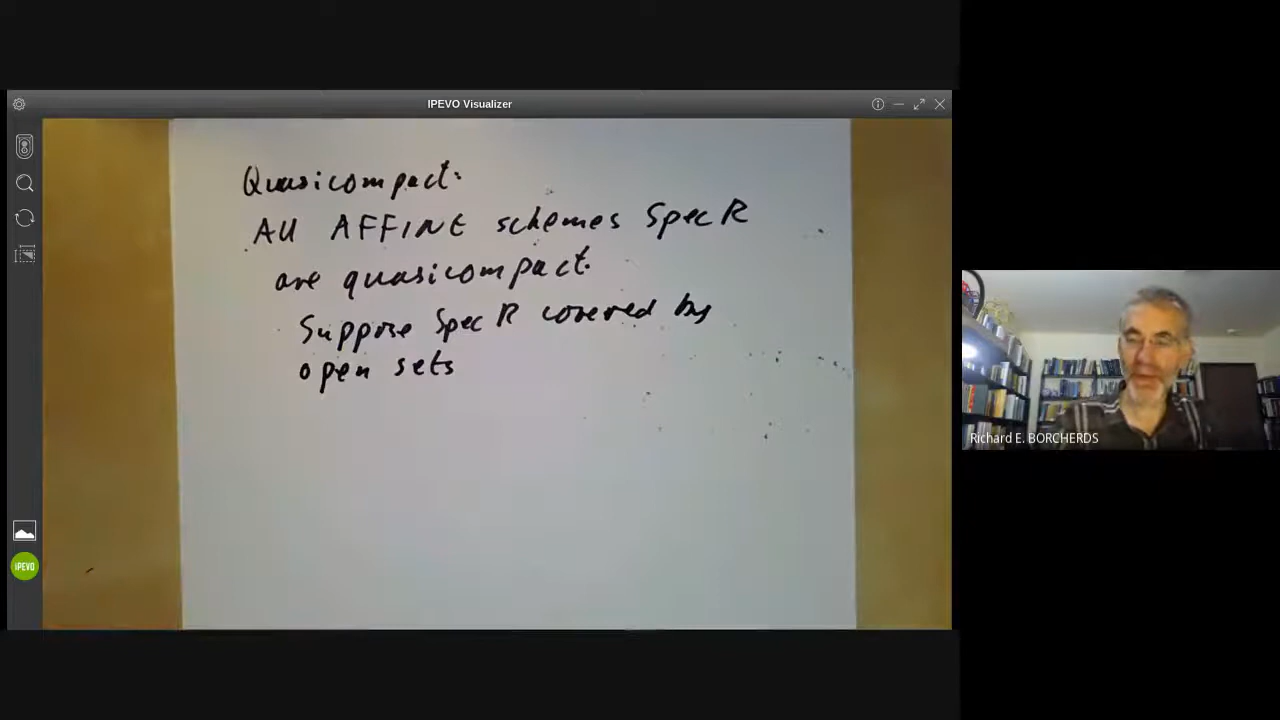 IPEVO Visualizer
Quasicompact:
All AFFINE schemes Spec R
are quasicompact.
Suppose Spec R covered by
open sets
iPEVO
Richard E. BORCHERDS